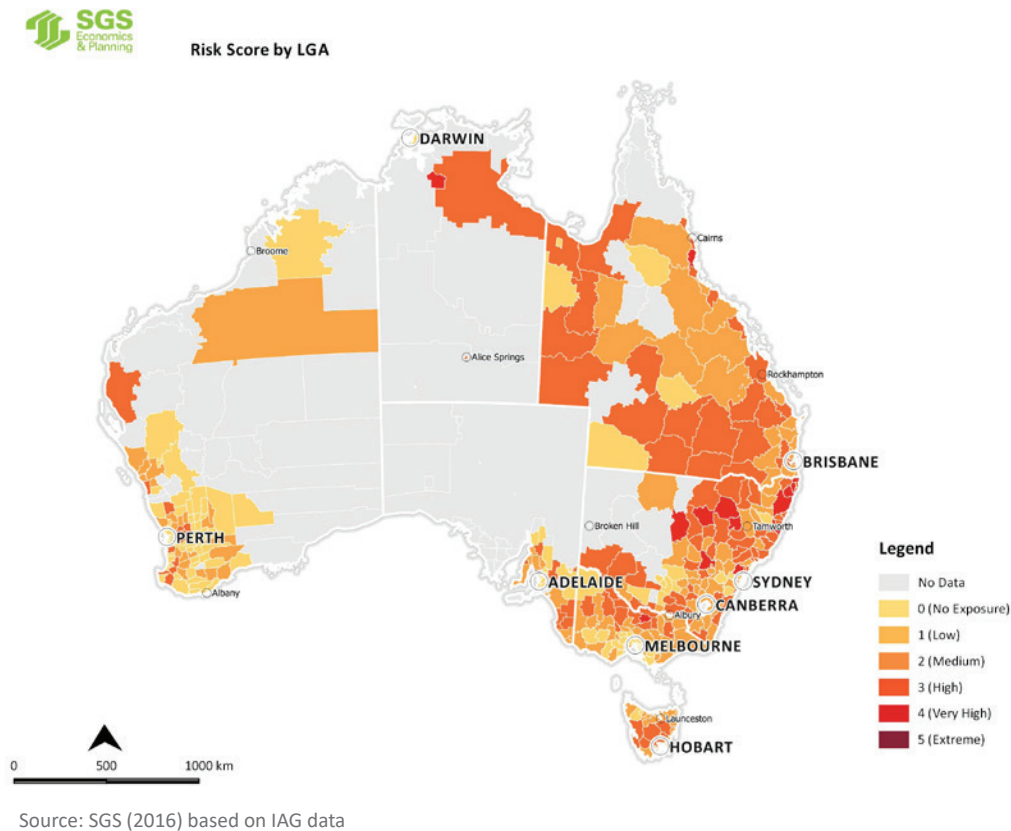 SGS
Economics
& Planning
Risk Score by LGA
DARWIN
Broome
Cairns
Alice Springs
Rockhampton
BRISBANE
Broken Hill
Tamworth
PERTH
Albany
ADELAIDE
SYDNEY
CANBERRA
Albury
MELBOURNE
Launceston
HOBART
Legend
No Data
0 (No Exposure)
1 (Low)
2 (Medium)
3 (High)
4 (Very High)
5 (Extreme)
0 500 1000 km
Source: SGS (2016) based on IAG data